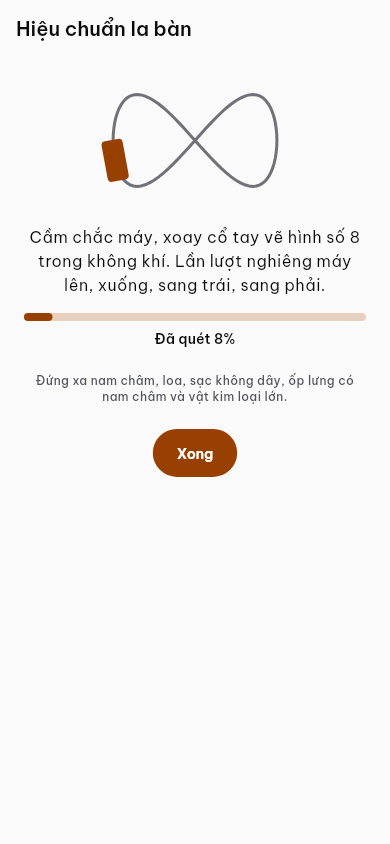 Hiệu chuẩn la bàn
Cầm chắc máy, xoay cổ tay vẽ hình số 8
trong không khí. Lần lượt nghiêng máy
lên, xuống, sang trái, sang phải.
Đã quét 8%
Đứng xa nam châm, loa, sạc không dây, ốp lưng có
nam châm và vật kim loại lớn.
Xong